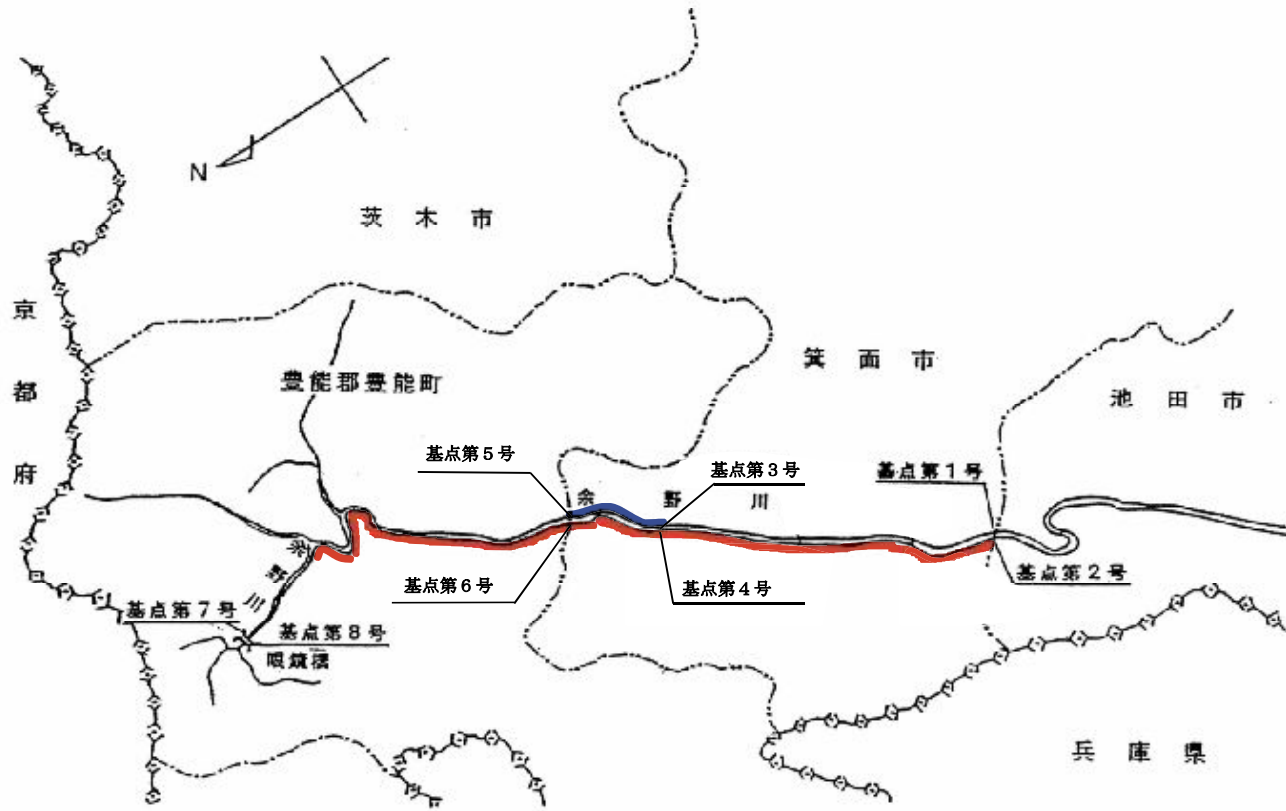 N
茨木市
京都府
箕面市
豊能郡豊能町
池田市
基点第5号
基点第3号
基点第1号
余野川
基点第6号
基点第4号
基点第2号
余野川
基点第7号
基点第8号
眼鏡橋
兵庫県